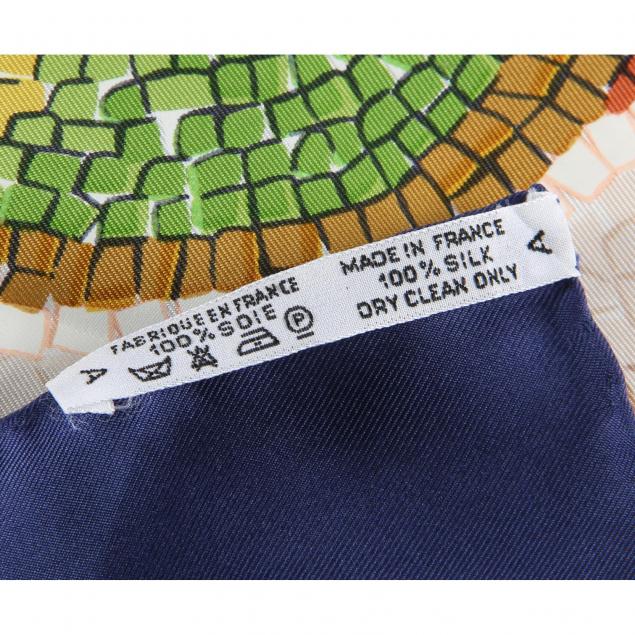 A
FABRIQUE EN FRANCE
100% SOIE
P
MADE IN FRANCE
100% SILK
DRY CLEAN ONLY
A